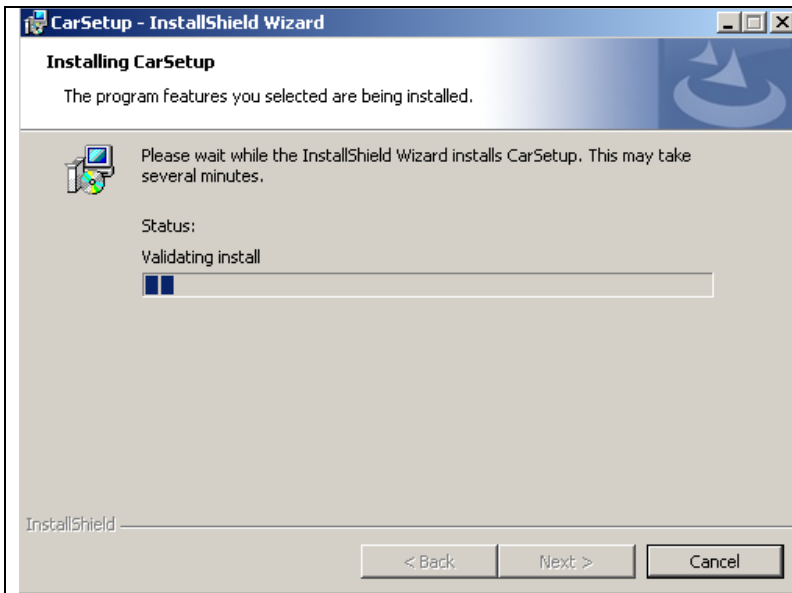 CarSetup - InstallShield Wizard
Installing CarSetup
The program features you selected are being installed.
Please wait while the InstallShield Wizard installs CarSetup. This may take
several minutes.
Status:
Validating install
InstallShield
< Back
Next >
Cancel